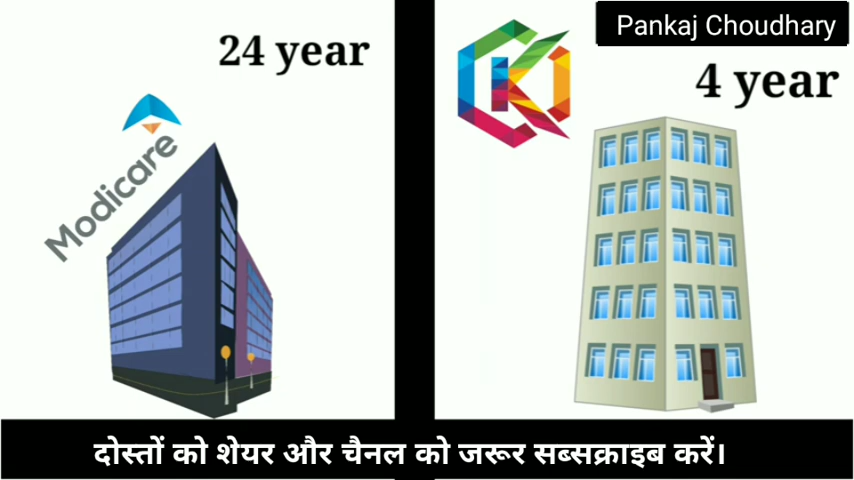 24 year
Modicare
Pankaj Choudhary
4 year
K
दोस्तों को शेयर और चैनल को जरूर सब्सक्राइब करें।